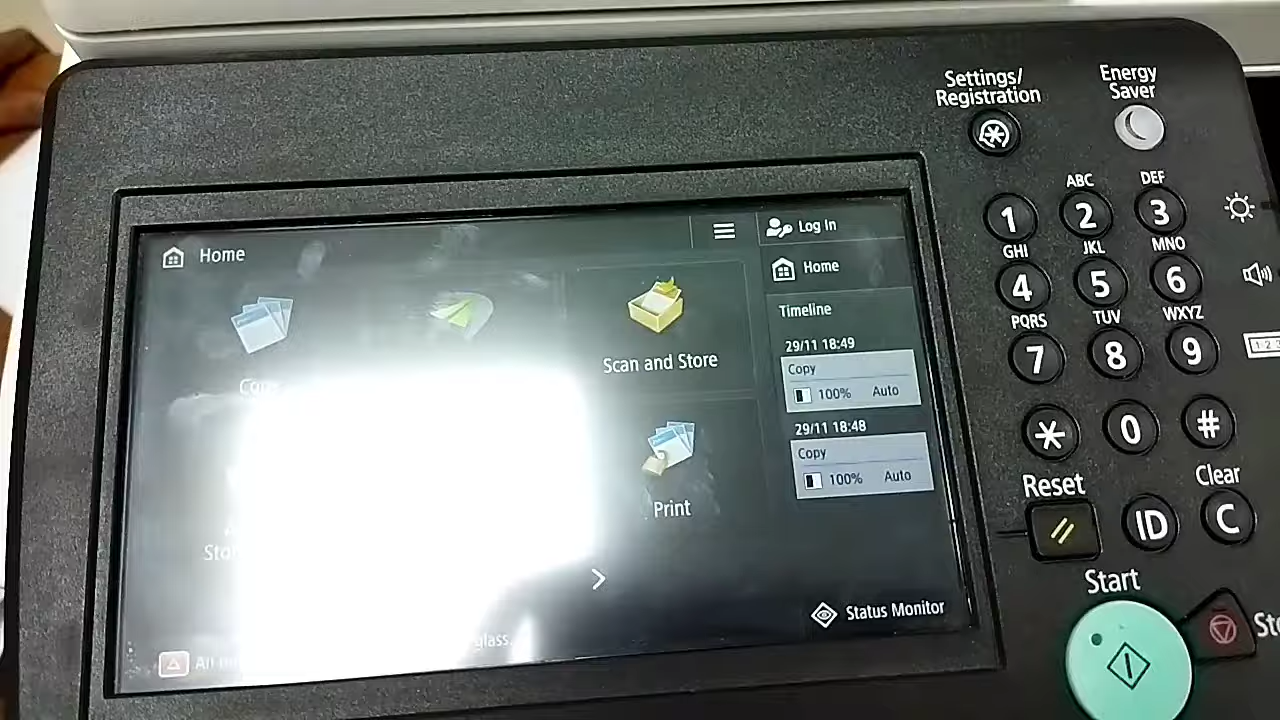 Settings/
Registration
Energy
Saver
Home
Log In
Home
Copy
Scan and Store
Timeline
29/11 18:49
Copy
100% Auto
29/11 18:48
Copy
100% Auto
Print
glass.
Status Monitor
ABC
DEF
1
2
3
GHI
JKL
MNO
4
5
6
PQRS
TUV
WXYZ
7
8
9
0
#
Reset
Clear
ID
C
Start